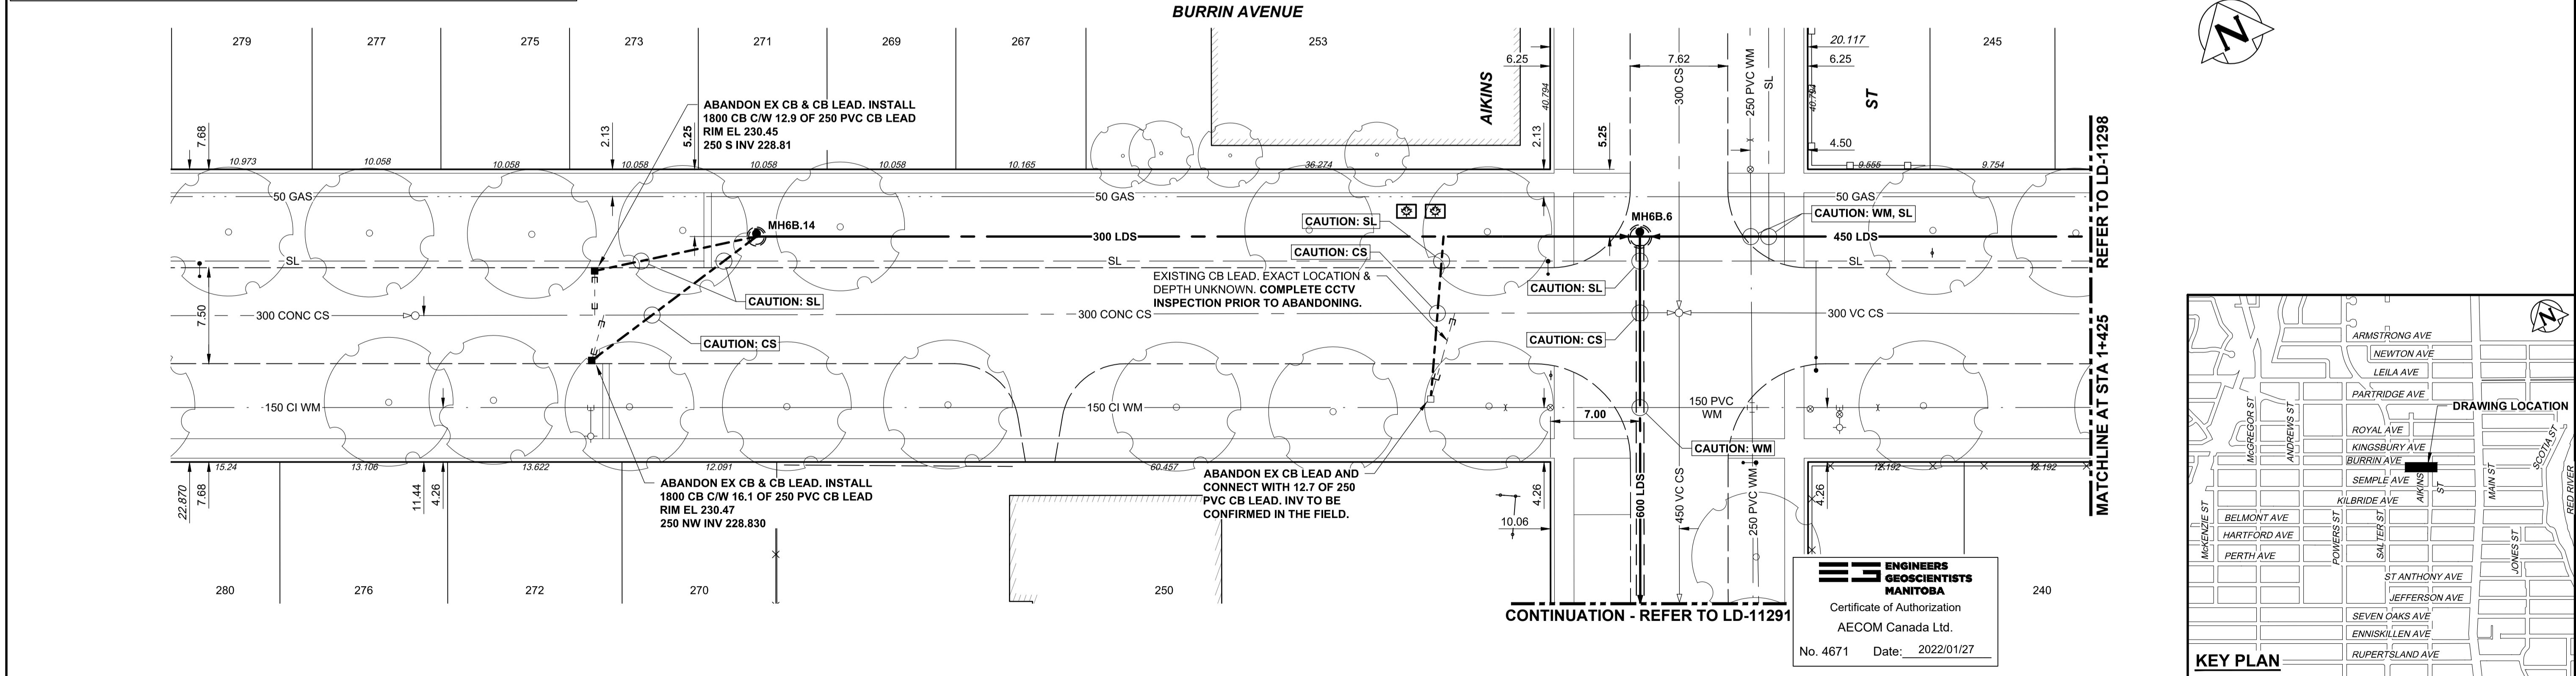 BURRIN AVENUE
279
277
275
273
271
269
267
253
245
AIKINS
ST
6.25
7.62
20.117
6.25
4.50
40.794
40.794
300 CS
250 PVC WM
SL
ABANDON EX CB & CB LEAD. INSTALL
1800 CB C/W 12.9 OF 250 PVC CB LEAD
RIM EL 230.45
250 S INV 228.81
7.68
2.13
5.25
2.13
5.25
10.973
10.058
10.058
10.058
10.058
10.058
10.165
36.274
9.555
9.754
50 GAS
50 GAS
50 GAS
MH6B.14
MH6B.6
CAUTION: SL
CAUTION: WM, SL
300 LDS
450 LDS
CAUTION: CS
SL
SL
SL
EXISTING CB LEAD. EXACT LOCATION &
DEPTH UNKNOWN. COMPLETE CCTV
INSPECTION PRIOR TO ABANDONING.
CAUTION: SL
CAUTION: SL
7.50
300 CONC CS
300 CONC CS
300 VC CS
CAUTION: CS
CAUTION: CS
150 CI WM
150 CI WM
150 PVC
WM
7.00
CAUTION: WM
15.24
13.106
13.622
12.091
60.457
12.192
12.192
22.870
7.68
11.44
4.26
4.26
4.26
10.06
ABANDON EX CB & CB LEAD. INSTALL
1800 CB C/W 16.1 OF 250 PVC CB LEAD
RIM EL 230.47
250 NW INV 228.830
ABANDON EX CB LEAD AND
CONNECT WITH 12.7 OF 250
PVC CB LEAD. INV TO BE
CONFIRMED IN THE FIELD.
600 LDS
450 VC CS
250 PVC WM
280
276
272
270
250
240
CONTINUATION - REFER TO LD-11291
MATCHLINE AT STA 1+425 REFER TO LD-11298
ENGINEERS
GEOSCIENTISTS
MANITOBA
Certificate of Authorization
AECOM Canada Ltd.
No. 4671 Date: 2022/01/27
N
N
ARMSTRONG AVE
NEWTON AVE
LEILA AVE
PARTRIDGE AVE
DRAWING LOCATION
ROYAL AVE
KINGSBURY AVE
BURRIN AVE
SEMPLE AVE
KILBRIDE AVE
BELMONT AVE
HARTFORD AVE
PERTH AVE
ST ANTHONY AVE
JEFFERSON AVE
SEVEN OAKS AVE
ENNISKILLEN AVE
RUPERTSLAND AVE
McKENZIE ST
McGREGOR ST
ANDREWS ST
POWERS ST
SALTER ST
AIKINS
ST
MAIN ST
JONES ST
SCOTIA ST
RED RIVER
KEY PLAN